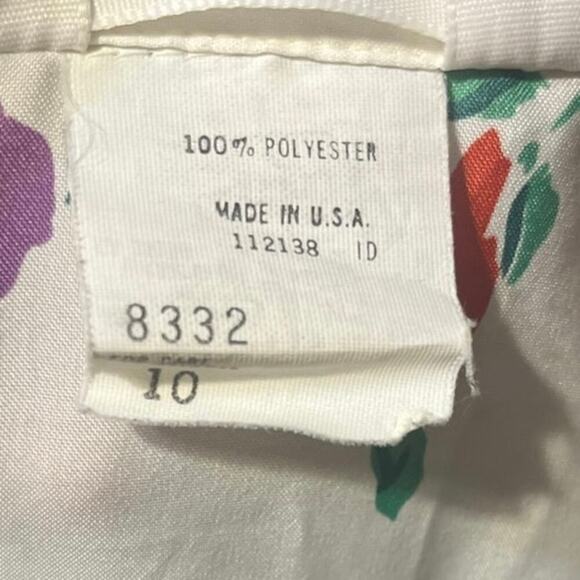 100% POLYESTER
MADE IN U.S.A.
112138 ID
8332
10